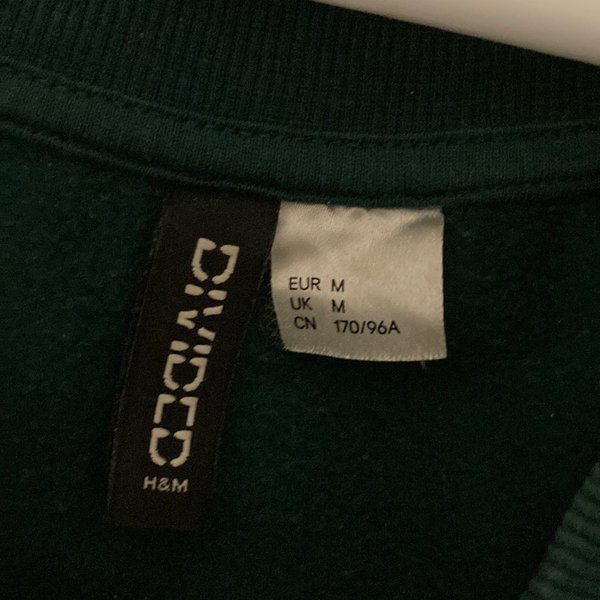 DIVIDED
H&M
EUR M
UK M
CN 170/96A